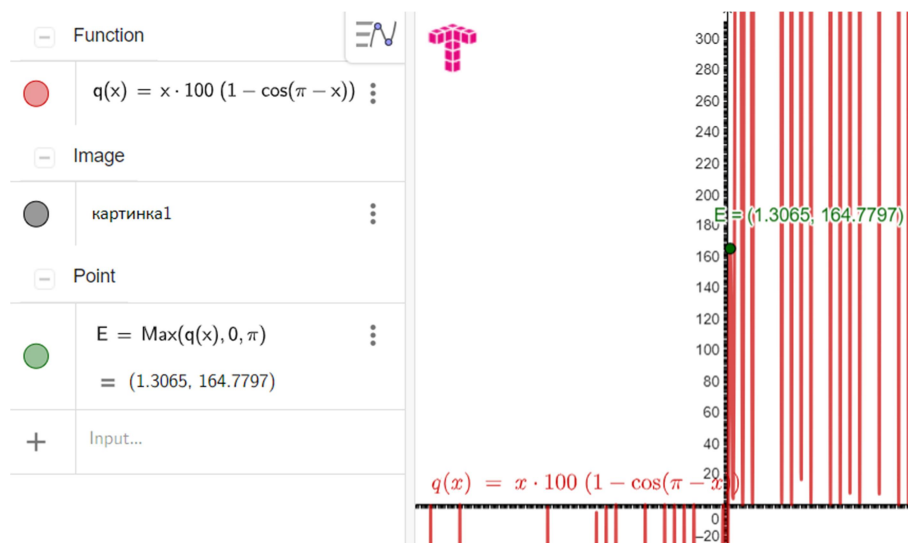 Function
q(x) = x · 100 (1 − cos(π − x))
Image
картинка1
Point
E = Max(q(x), 0, π)
= (1.3065, 164.7797)
Input...
300
280
260
240
220
200
180
E = (1.3065, 164.7797)
160
140
120
100
80
60
40
20
q(x) = x · 100 (1 − cos(π − x))
0
−20